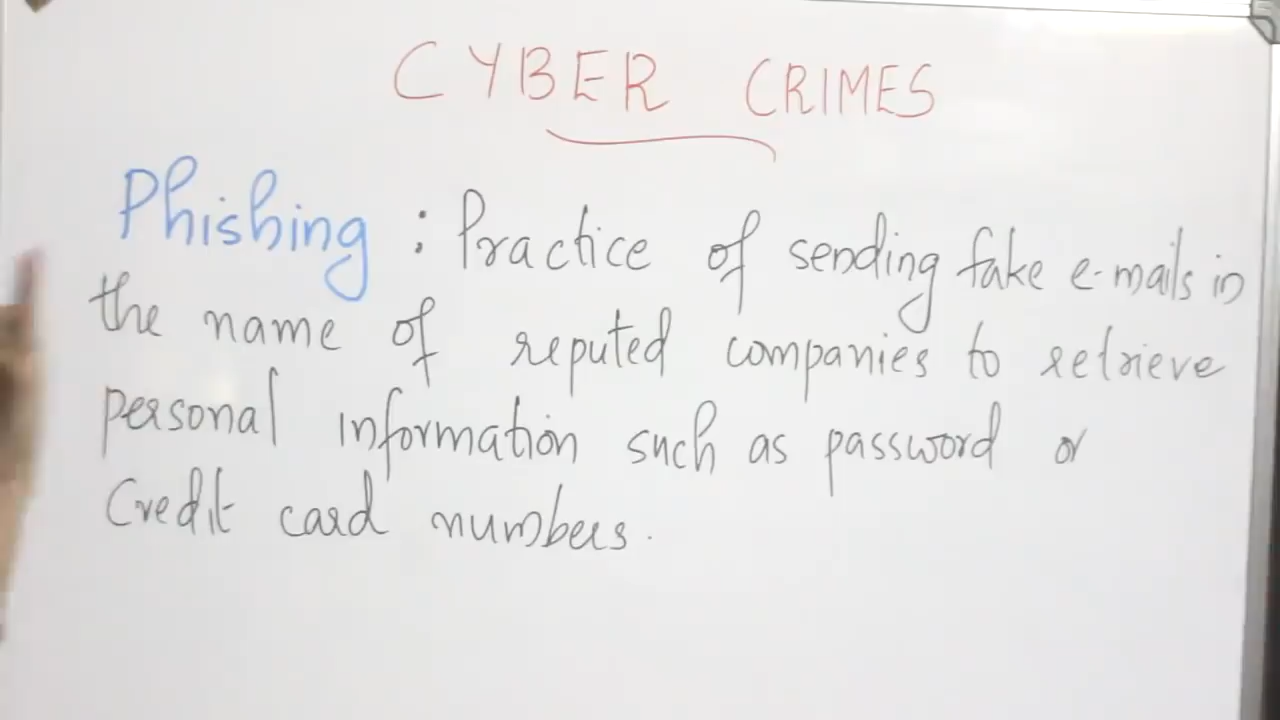 CYBER CRIMES
Phishing : Practice of sending fake e-mails in
the name of reputed companies to retrieve
personal information such as password or
Credit card numbers.